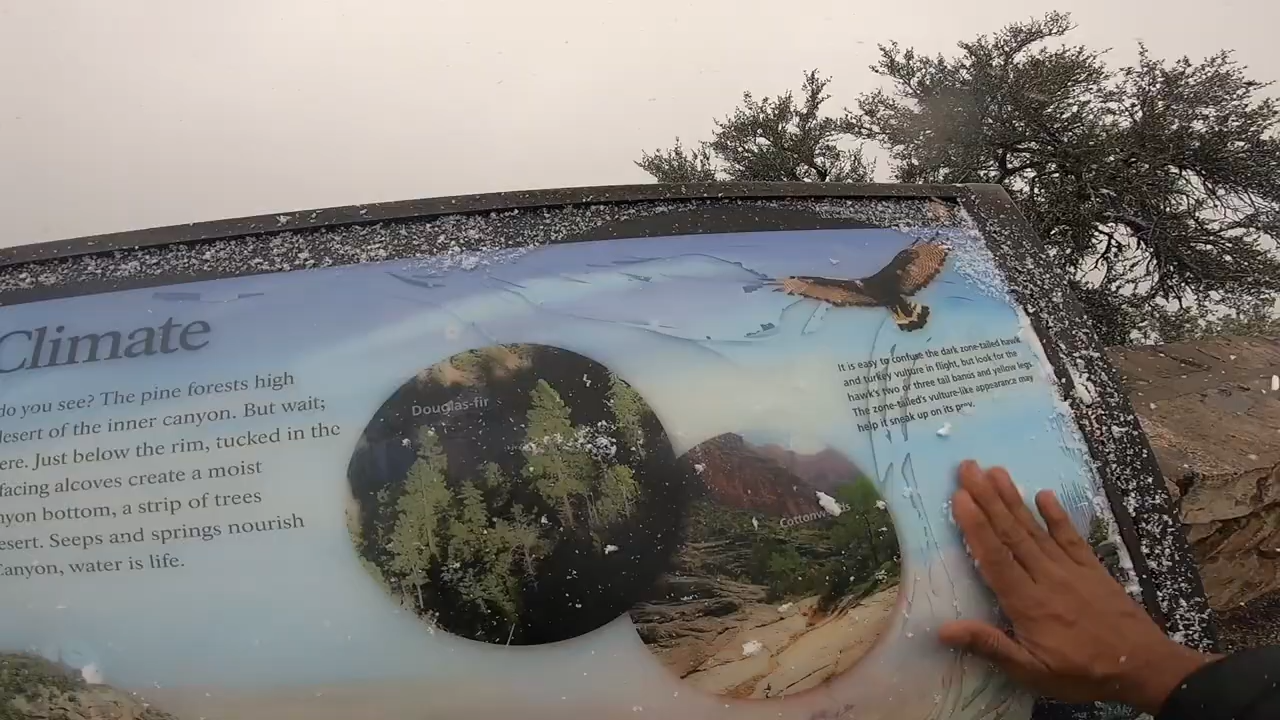 Climate
do you see? The pine forests high
desert of the inner canyon. But wait;
ere. Just below the rim, tucked in the
facing alcoves create a moist
nyon bottom, a strip of trees
esert. Seeps and springs nourish
Canyon, water is life.
Douglas-fir
Cottonwoods
It is easy to confuse the dark zone-tailed hawk
and turkey vulture in flight, but look for the
hawk's two or three tail bands and yellow legs.
The zone-tailed's vulture-like appearance may
help it sneak up on its prey.